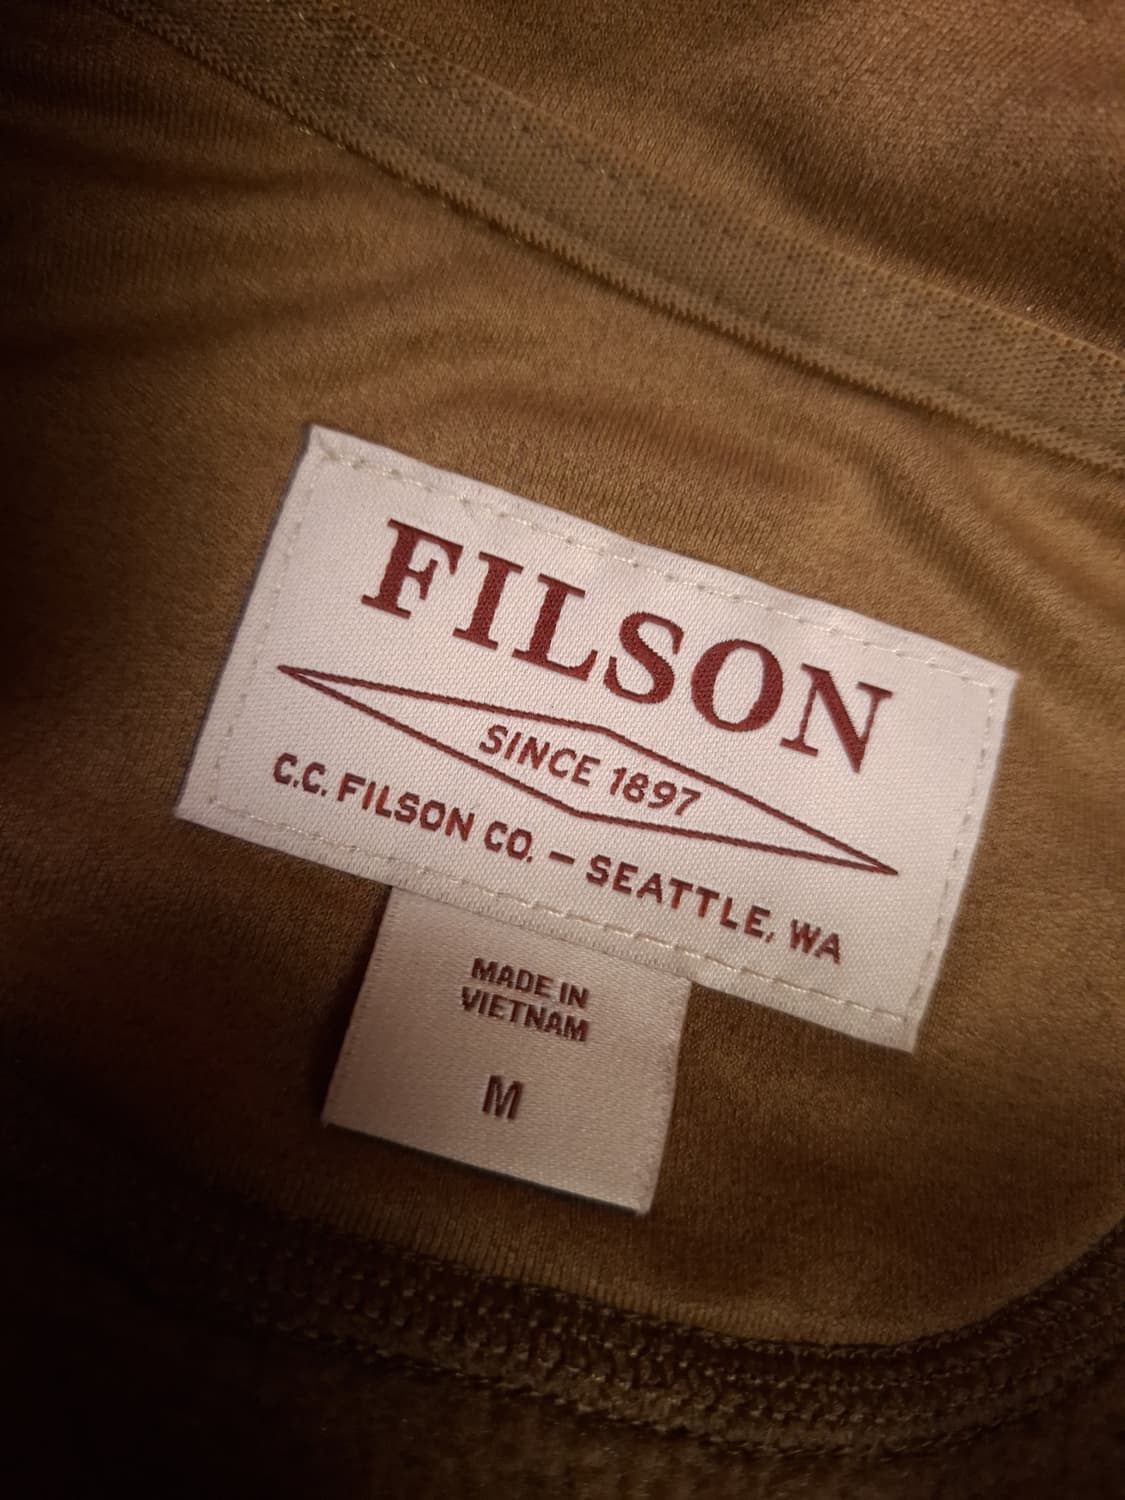 FILSON
SINCE 1897
C.C. FILSON CO. – SEATTLE, WA
MADE IN
VIETNAM
M